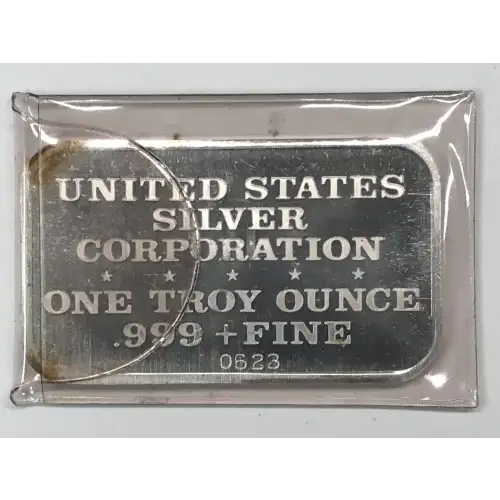 UNITED STATES
SILVER
CORPORATION
ONE TROY OUNCE
.999 + FINE
0623